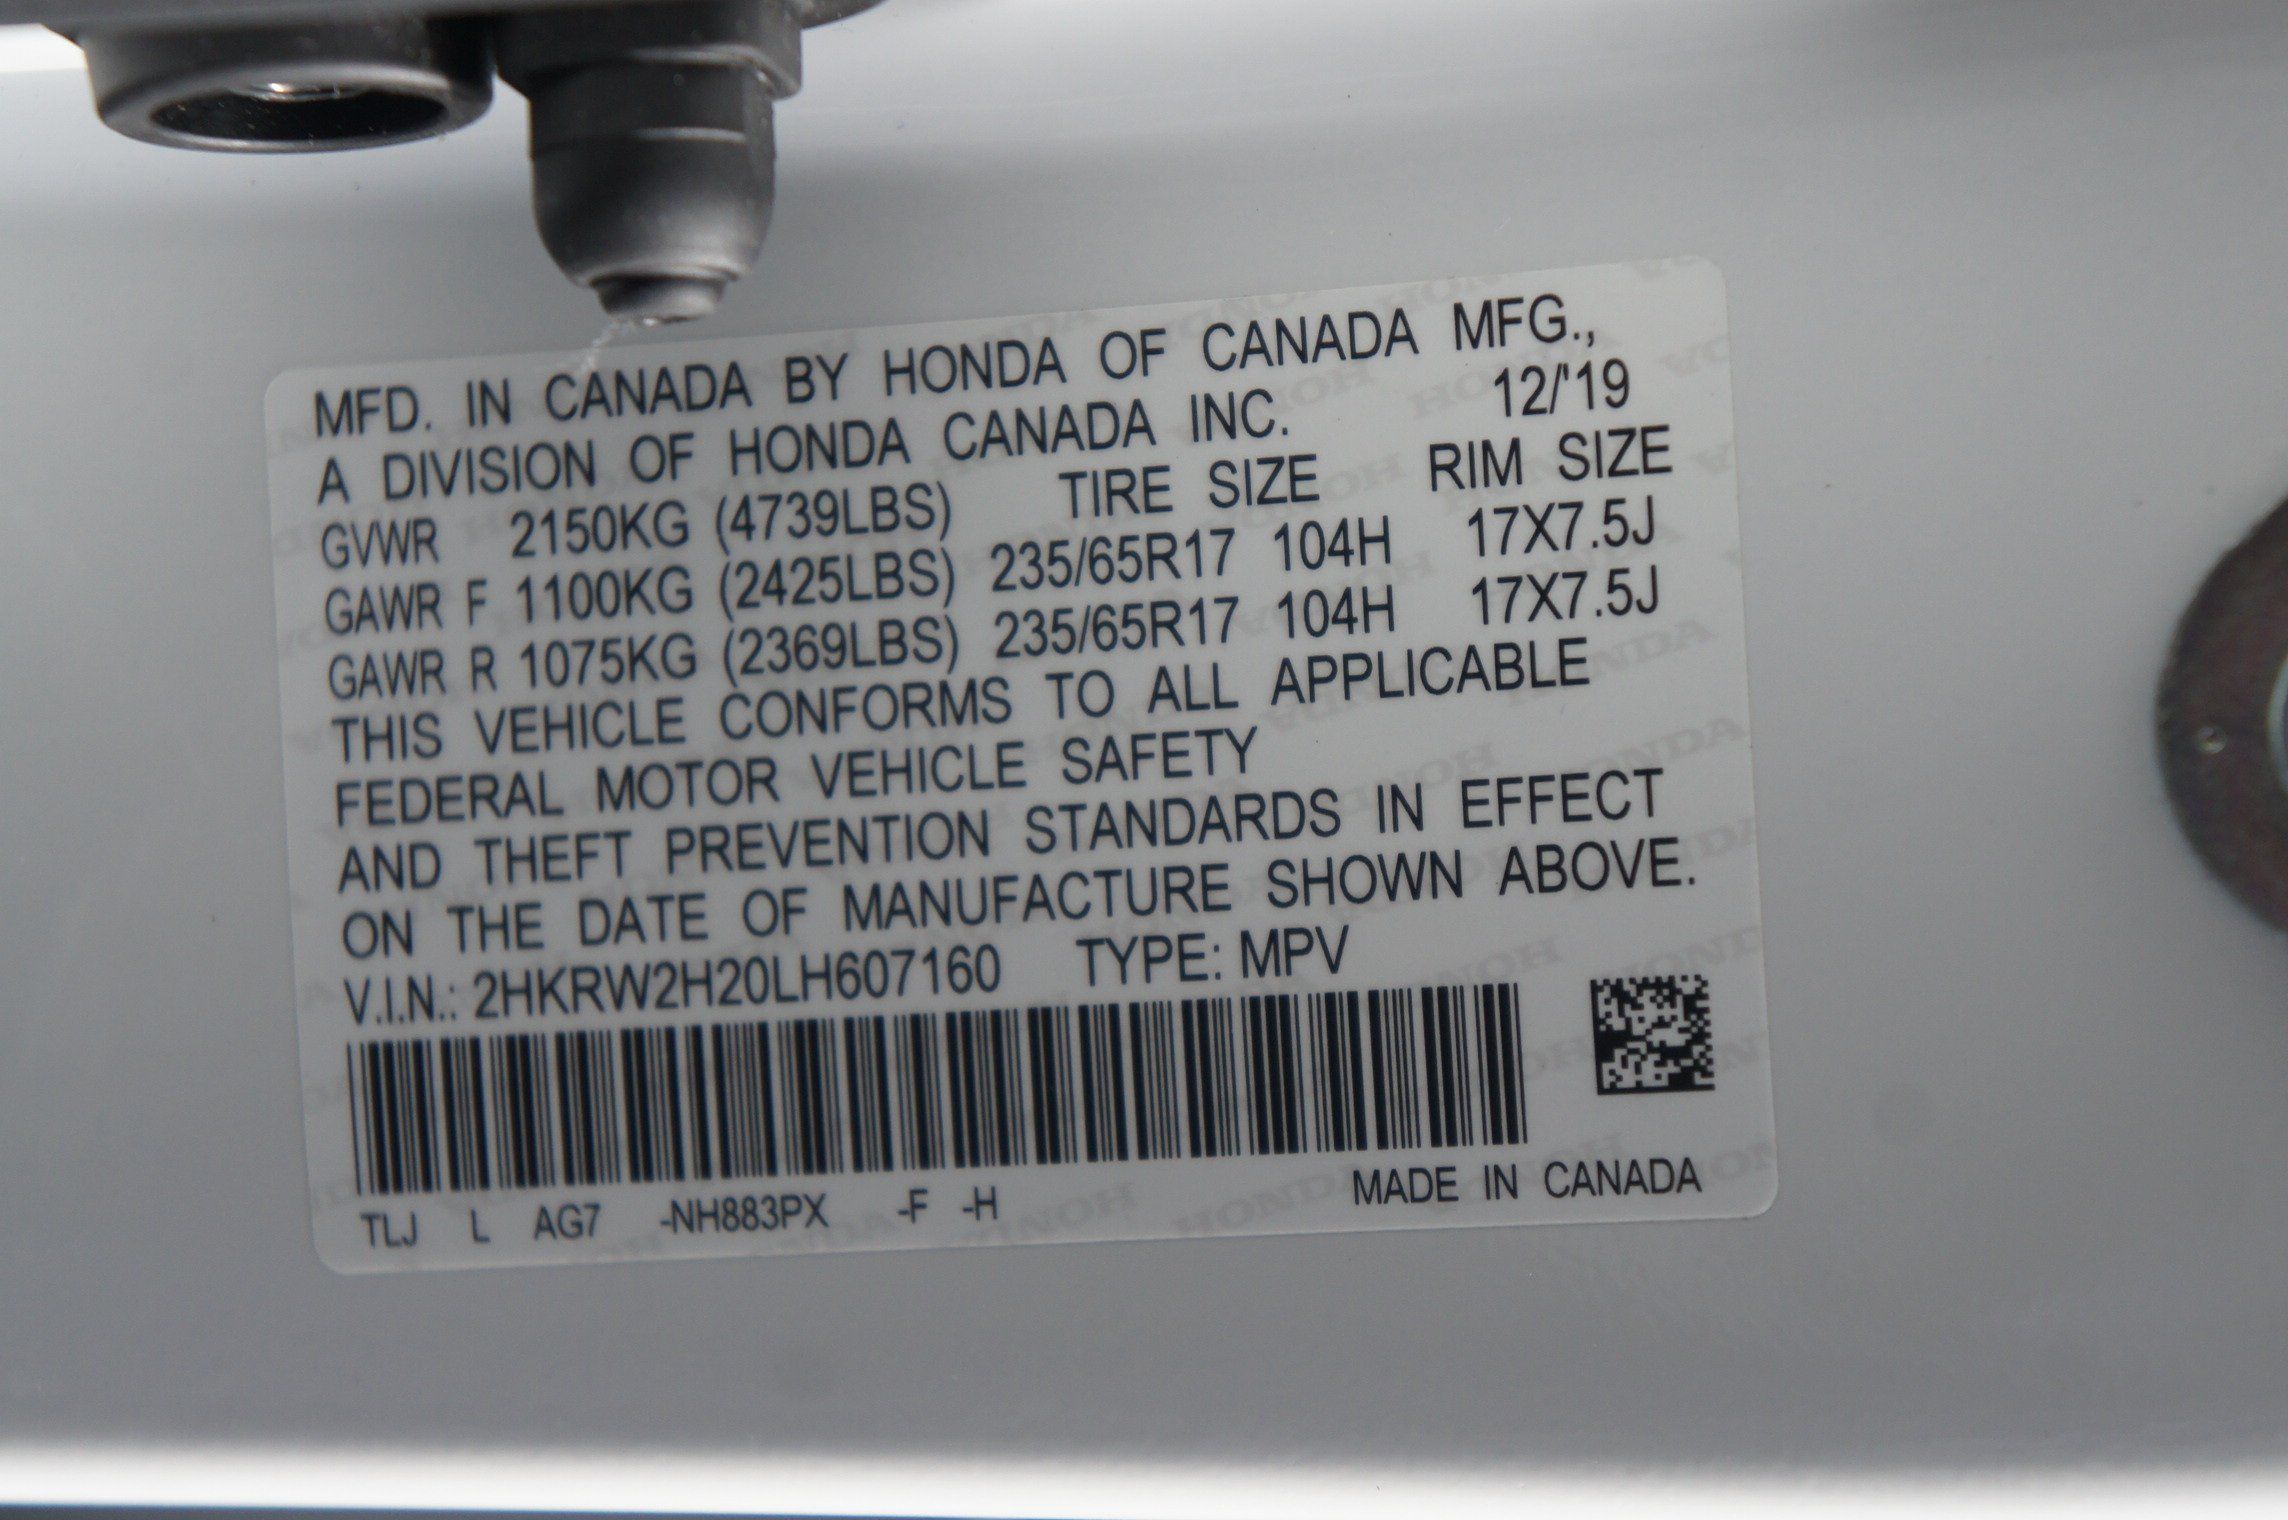 MFD. IN CANADA BY HONDA OF CANADA MFG.,
A DIVISION OF HONDA CANADA INC. 12/'19
GVWR 2150KG (4739LBS) TIRE SIZE RIM SIZE
GAWR F 1100KG (2425LBS) 235/65R17 104H 17X7.5J
GAWR R 1075KG (2369LBS) 235/65R17 104H 17X7.5J
THIS VEHICLE CONFORMS TO ALL APPLICABLE
FEDERAL MOTOR VEHICLE SAFETY
AND THEFT PREVENTION STANDARDS IN EFFECT
ON THE DATE OF MANUFACTURE SHOWN ABOVE.
V.I.N.: 2HKRW2H20LH607160 TYPE: MPV
TLJ L AG7 -NH883PX -F -H MADE IN CANADA